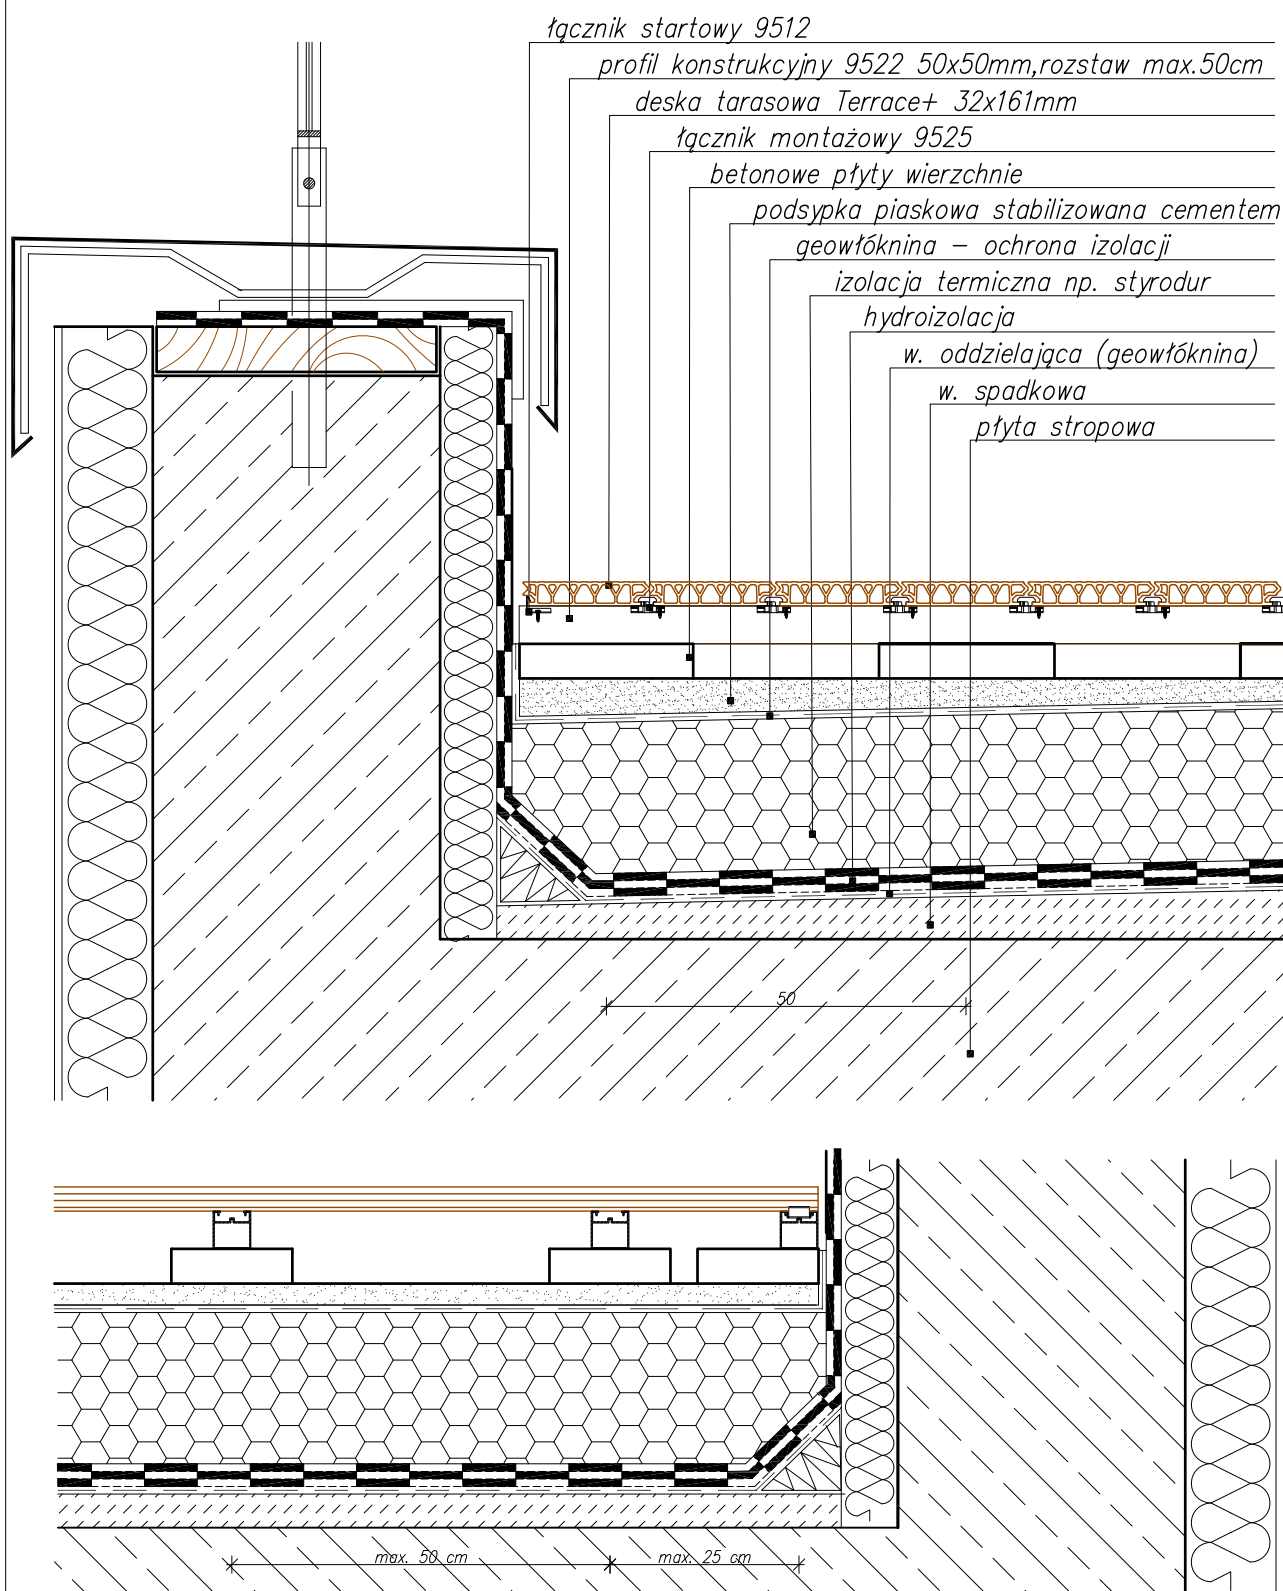 łącznik startowy 9512
profil konstrukcyjny 9522 50x50mm,rozstaw max.50cm
deska tarasowa Terrace+ 32x161mm
łącznik montażowy 9525
betonowe płyty wierzchnie
podsypka piaskowa stabilizowana cementem
geowłóknina – ochrona izolacji
izolacja termiczna np. styrodur
hydroizolacja
w. oddzielająca (geowłóknina)
w. spadkowa
płyta stropowa
50
max. 50 cm
max. 25 cm